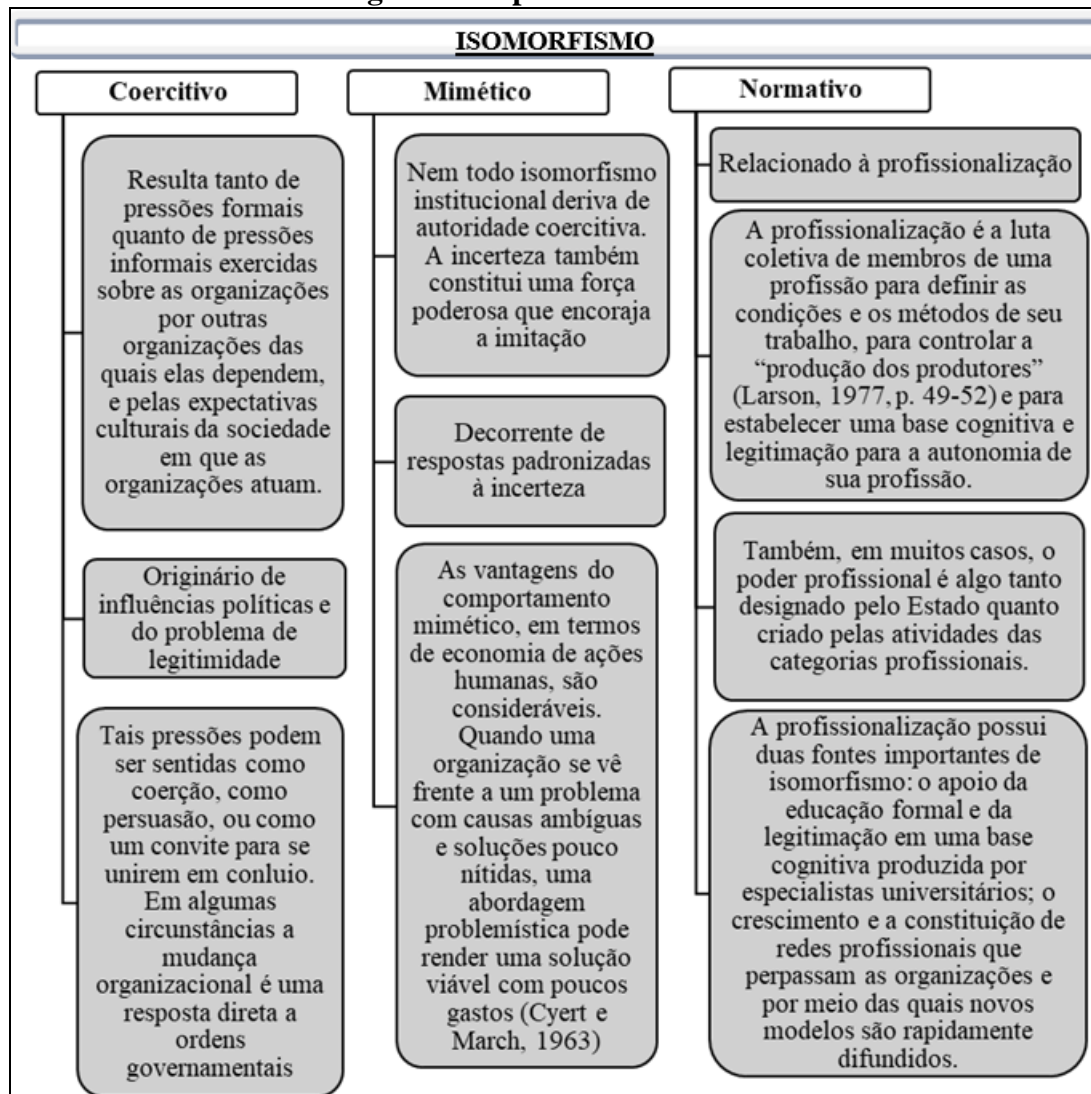 ISOMORFISMO
Coercitivo
Resulta tanto de
pressões formais
quanto de pressões
informais exercidas
sobre as organizações
por outras
organizações das
quais elas dependem,
e pelas expectativas
culturais da sociedade
em que as
organizações atuam.
Originário de
influências políticas e
do problema de
legitimidade
Tais pressões podem
ser sentidas como
coerção, como
persuasão, ou como
um convite para se
unirem em conluio.
Em algumas
circunstâncias a
mudança
organizacional é uma
resposta direta a
ordens
governamentais
Mimético
Nem todo isomorfismo
institucional deriva de
autoridade coercitiva.
A incerteza também
constitui uma força
poderosa que encoraja
a imitação
Decorrente de
respostas padronizadas
à incerteza
As vantagens do
comportamento
mimético, em termos
de economia de ações
humanas, são
consideráveis.
Quando uma
organização se vê
frente a um problema
com causas ambíguas
e soluções pouco
nítidas, uma
abordagem
problemística pode
render uma solução
viável com poucos
gastos (Cyert e
March, 1963)
Normativo
Relacionado à profissionalização
A profissionalização é a luta
coletiva de membros de uma
profissão para definir as
condições e os métodos de seu
trabalho, para controlar a
“produção dos produtores”
(Larson, 1977, p. 49-52) e para
estabelecer uma base cognitiva e
legitimação para a autonomia de
sua profissão.
Também, em muitos casos, o
poder profissional é algo tanto
designado pelo Estado quanto
criado pelas atividades das
categorias profissionais.
A profissionalização possui
duas fontes importantes de
isomorfismo: o apoio da
educação formal e da
legitimação em uma base
cognitiva produzida por
especialistas universitários; o
crescimento e a constituição de
redes profissionais que
perpassam as organizações e
por meio das quais novos
modelos são rapidamente
difundidos.